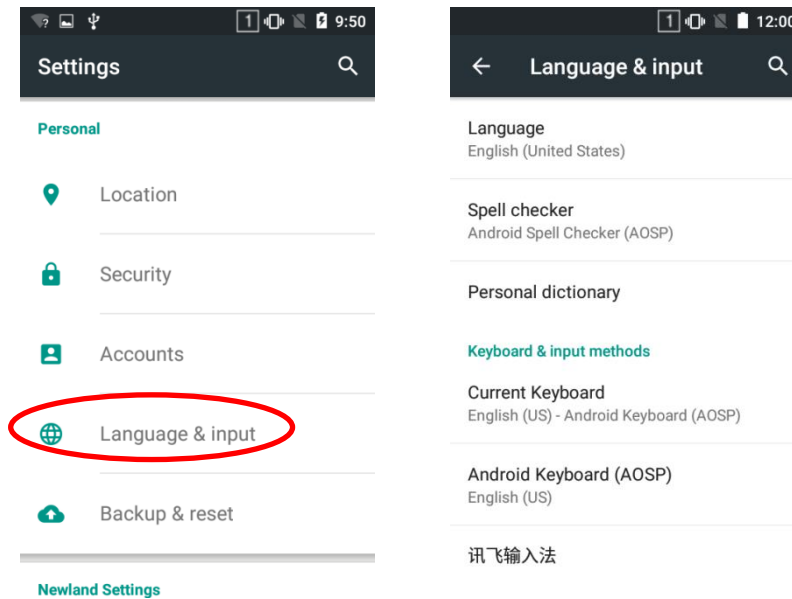 1 9:50
Settings
Personal
Location
Security
Accounts
Language & input
Backup & reset
Newland Settings
1 12:00
Language & input
Language
English (United States)
Spell checker
Android Spell Checker (AOSP)
Personal dictionary
Keyboard & input methods
Current Keyboard
English (US) - Android Keyboard (AOSP)
Android Keyboard (AOSP)
English (US)
讯飞输入法